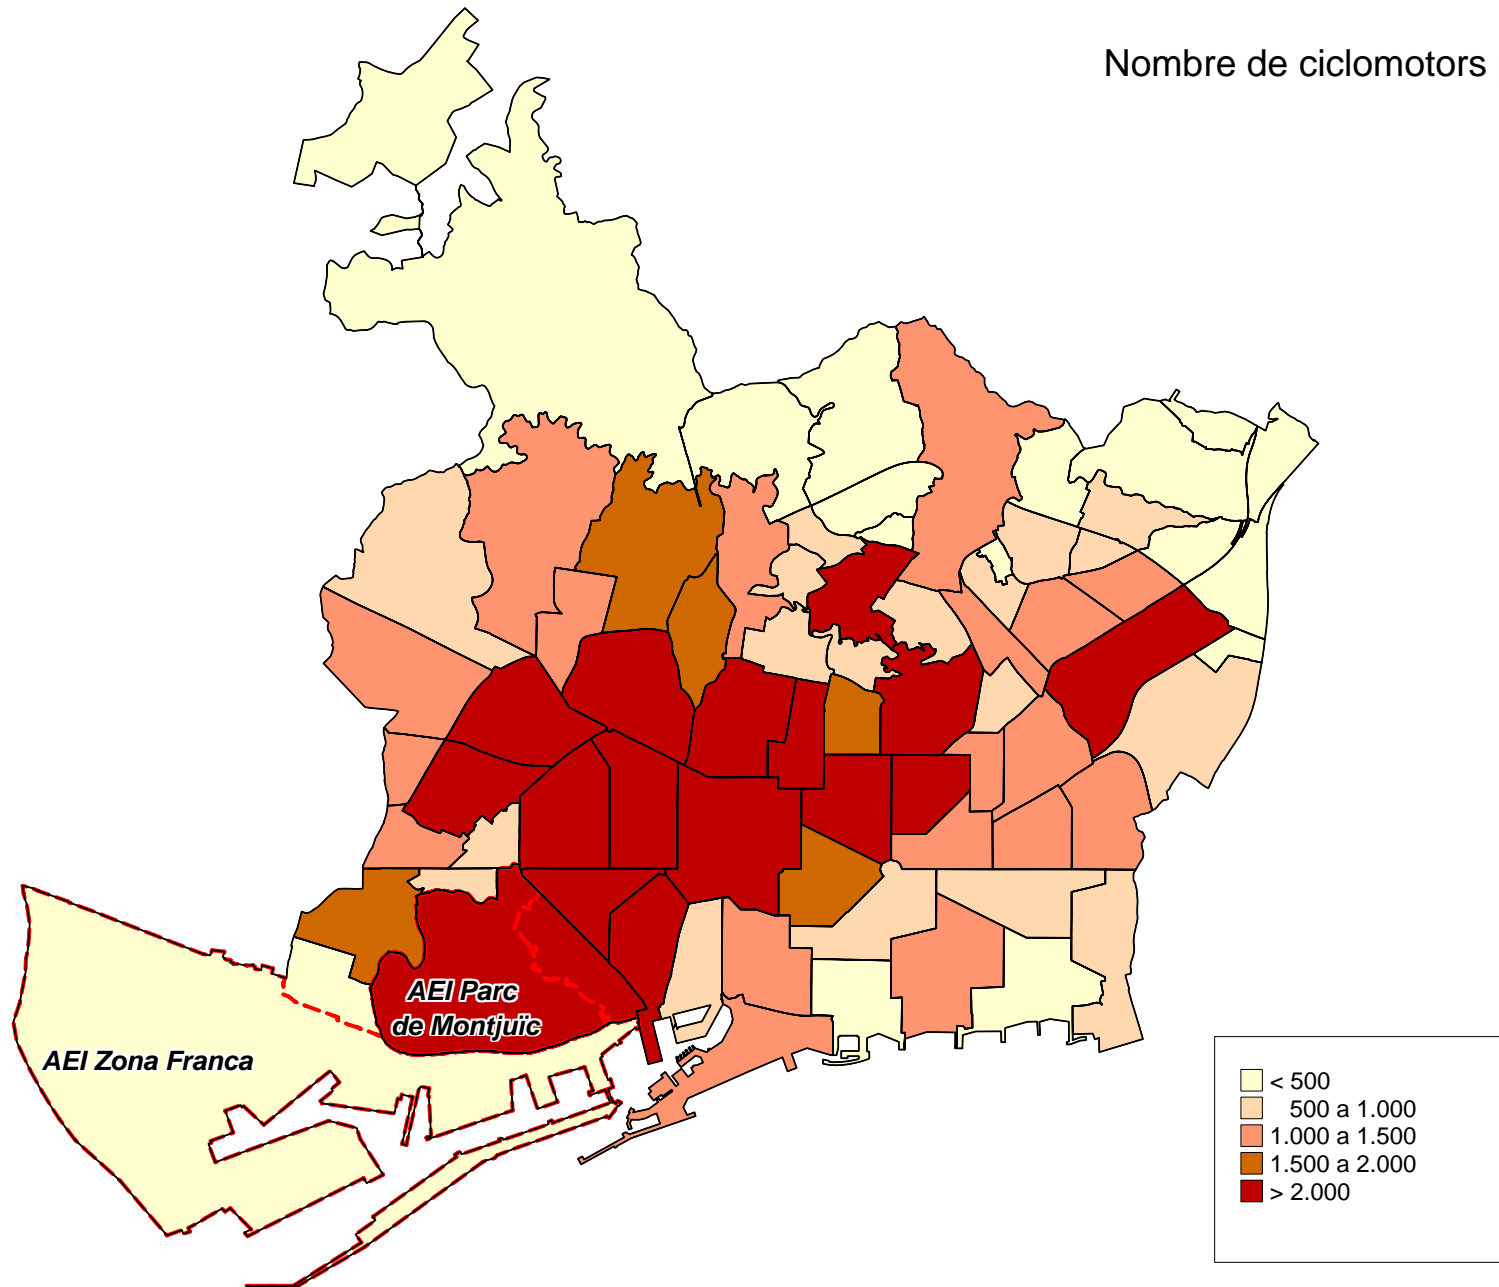 Nombre de ciclomotors
AEI Parc
de Montjuïc
AEI Zona Franca
< 500
500 a 1.000
1.000 a 1.500
1.500 a 2.000
> 2.000